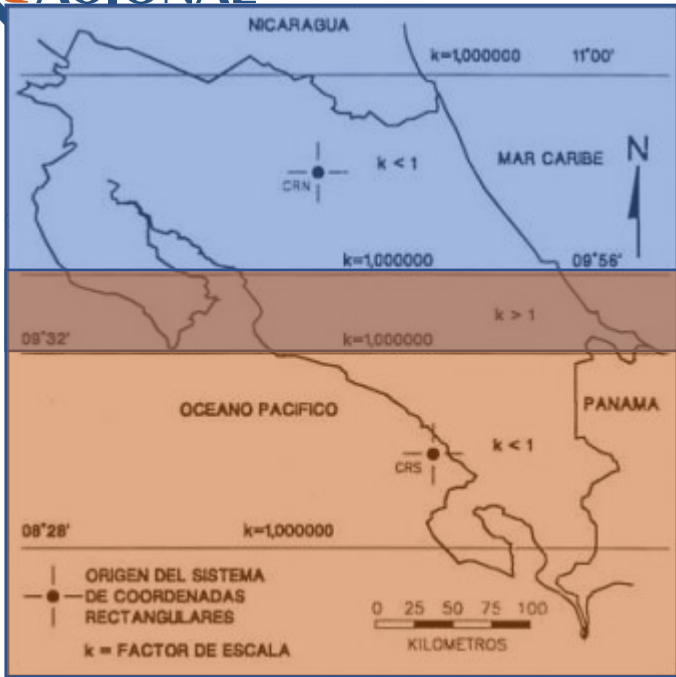 NICARAGUA
k=1,000000 11°00'
MAR CARIBE N
k < 1
CRN
k=1,000000 09°56'
k > 1
09°32' k=1,000000
OCEANO PACIFICO PANAMA
k < 1
CRS
08°28' k=1,000000
ORIGEN DEL SISTEMA
DE COORDENADAS
RECTANGULARES
0 25 50 75 100
KILOMETROS
k = FACTOR DE ESCALA